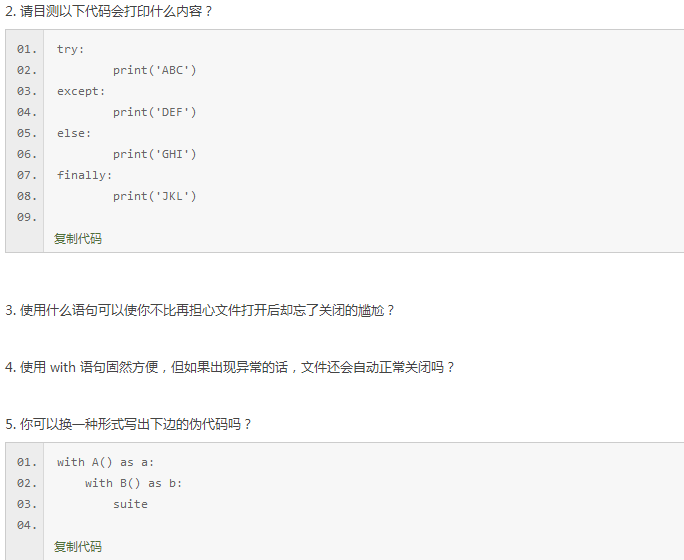 2. 请目测以下代码会打印什么内容？
01. try:
02. print('ABC')
03. except:
04. print('DEF')
05. else:
06. print('GHI')
07. finally:
08. print('JKL')
09.
复制代码
3. 使用什么语句可以使你不比再担心文件打开后却忘了关闭的尴尬？
4. 使用 with 语句固然方便，但如果出现异常的话，文件还会自动正常关闭吗？
5. 你可以换一种形式写出下边的伪代码吗？
01. with A() as a:
02. with B() as b:
03. suite
04.
复制代码